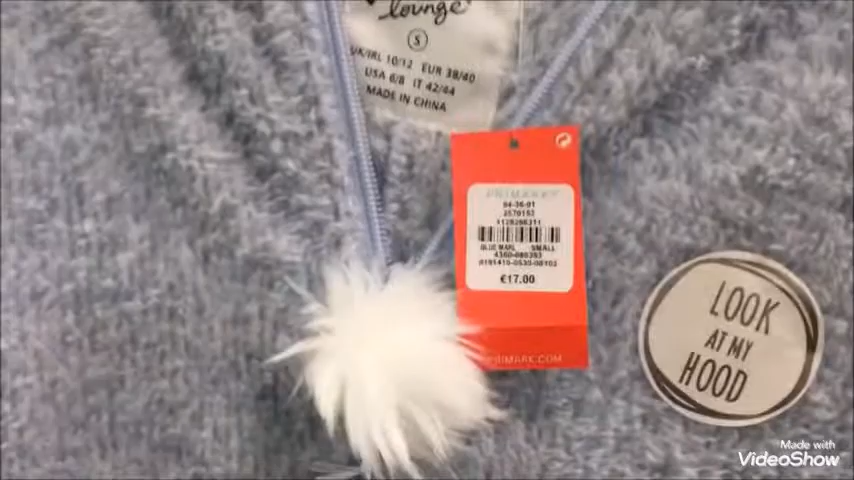 lounge
S
UK/IRL 10/12 EUR 38/40
USA 6/8 IT 42/44
MADE IN CHINA
PRIMARK
BLUE MARL SMALL
€17.00
PRIMARK.COM
LOOK
AT MY
HOOD
Made with
VideoShow